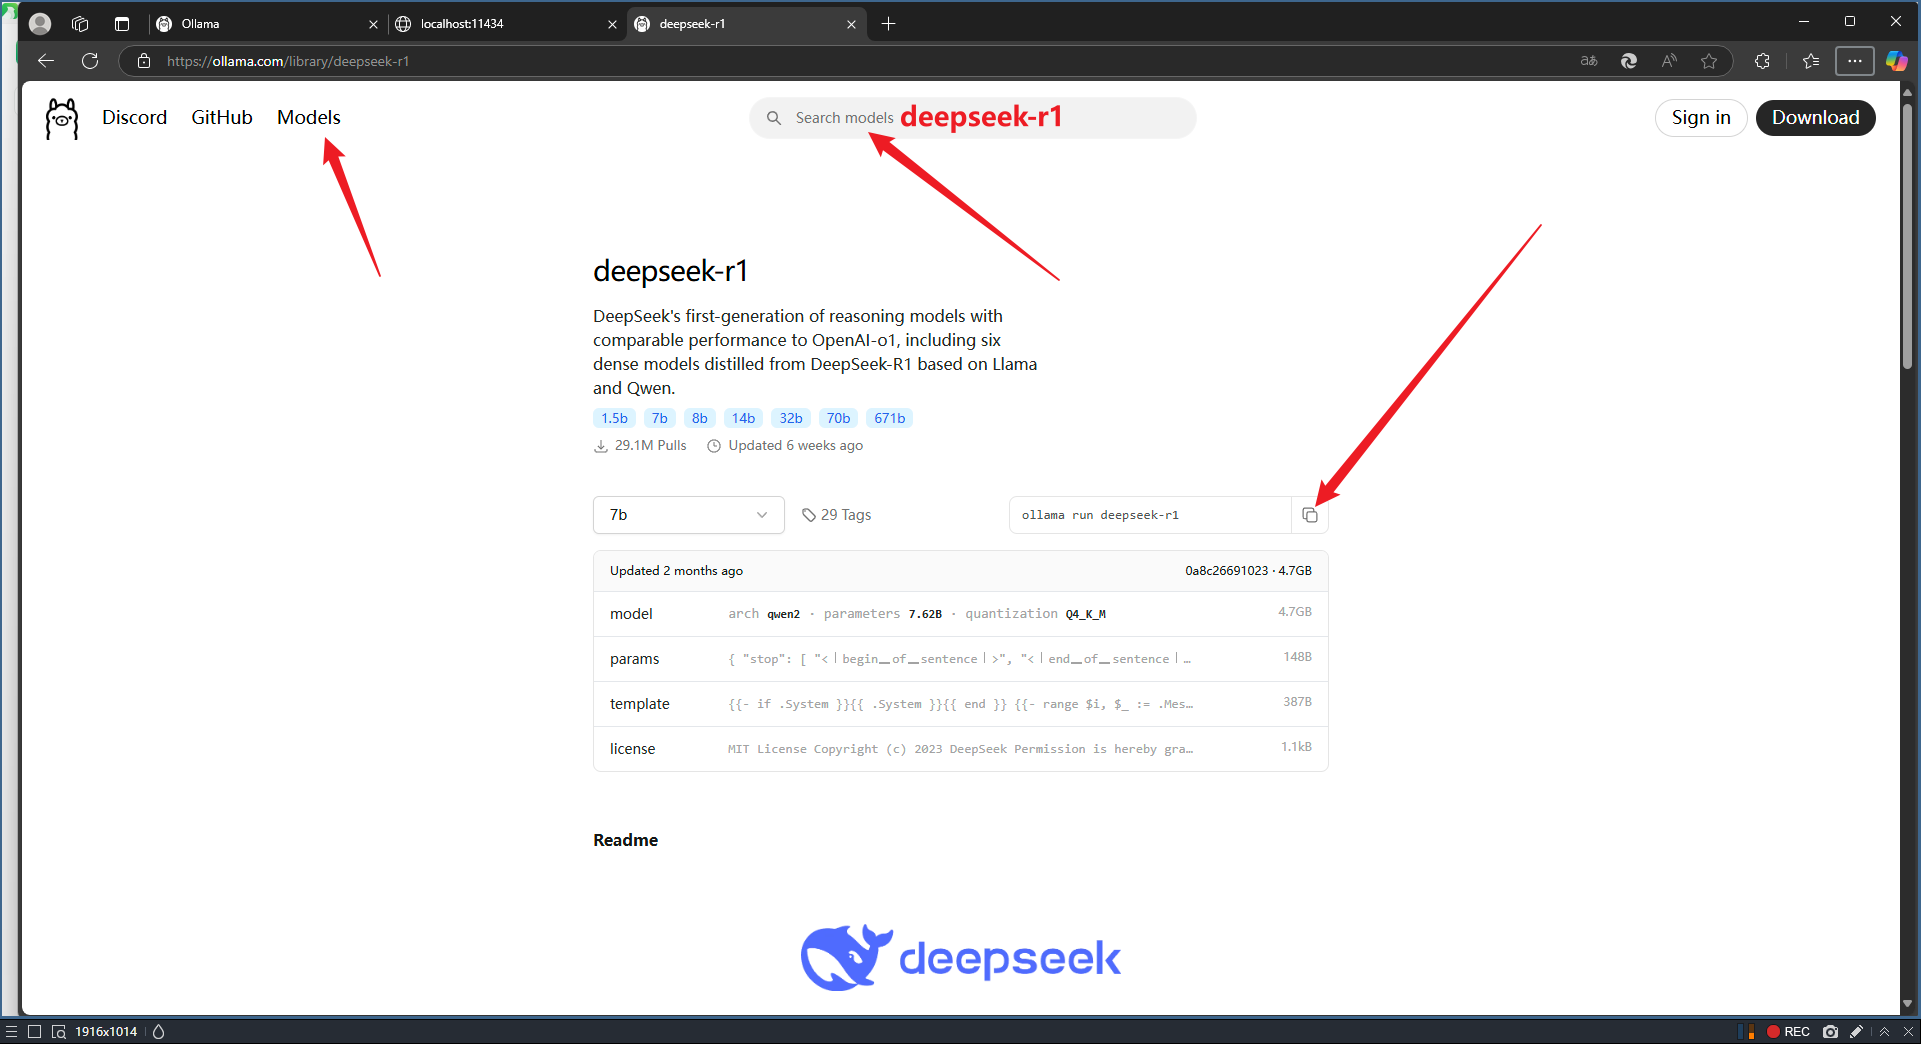 Ollama
localhost:11434
deepseek-r1
https://ollama.com/library/deepseek-r1
Discord GitHub Models
Search models deepseek-r1
Sign in Download
deepseek-r1
DeepSeek's first-generation of reasoning models with
comparable performance to OpenAI-o1, including six
dense models distilled from DeepSeek-R1 based on Llama
and Qwen.
1.5b 7b 8b 14b 32b 70b 671b
29.1M Pulls Updated 6 weeks ago
7b 29 Tags ollama run deepseek-r1
Updated 2 months ago 0a8c26691023 · 4.7GB
model arch qwen2 · parameters 7.62B · quantization Q4_K_M 4.7GB
params { "stop": [ "<｜begin▁of▁sentence｜>", "<｜end▁of▁sentence｜… 148B
template {{- if .System }}{{ .System }}{{ end }} {{- range $i, $_ := .Mes… 387B
license MIT License Copyright (c) 2023 DeepSeek Permission is hereby gra… 1.1kB
Readme
deepseek
1916x1014 REC